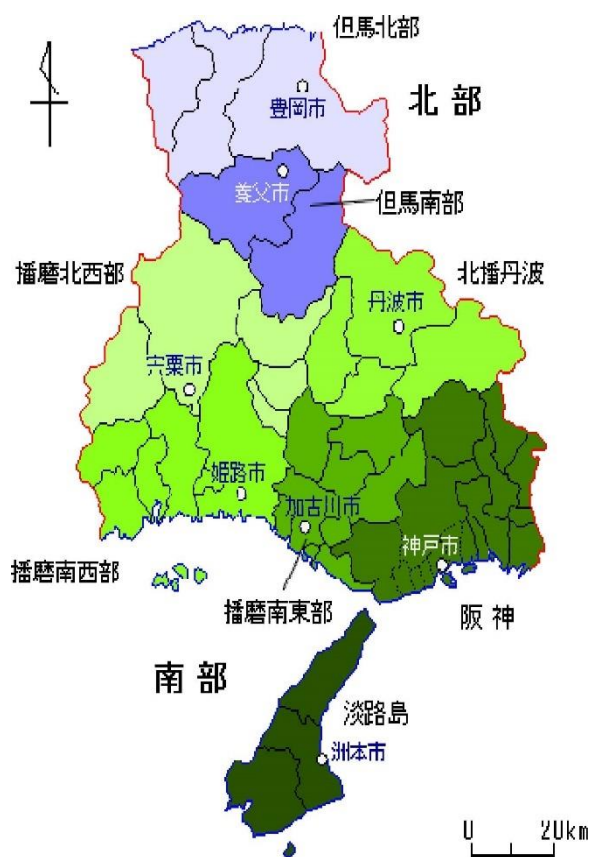 但馬北部
豊岡市
北部
養父市
但馬南部
播磨北西部
北播丹波
丹波市
宍粟市
姫路市
加古川市
神戸市
播磨南西部
播磨南東部
阪神
南部
淡路島
洲本市
0 20km